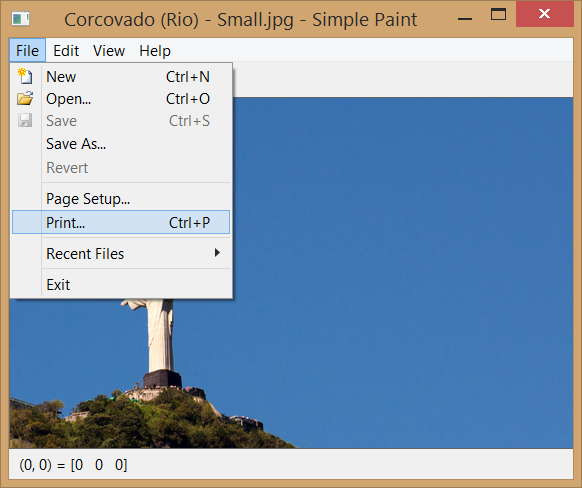 Corcovado (Rio) - Small.jpg - Simple Paint
File Edit View Help
New Ctrl+N
Open... Ctrl+O
Save Ctrl+S
Save As...
Revert
Page Setup...
Print... Ctrl+P
Recent Files
Exit
(0, 0) = [0 0 0]